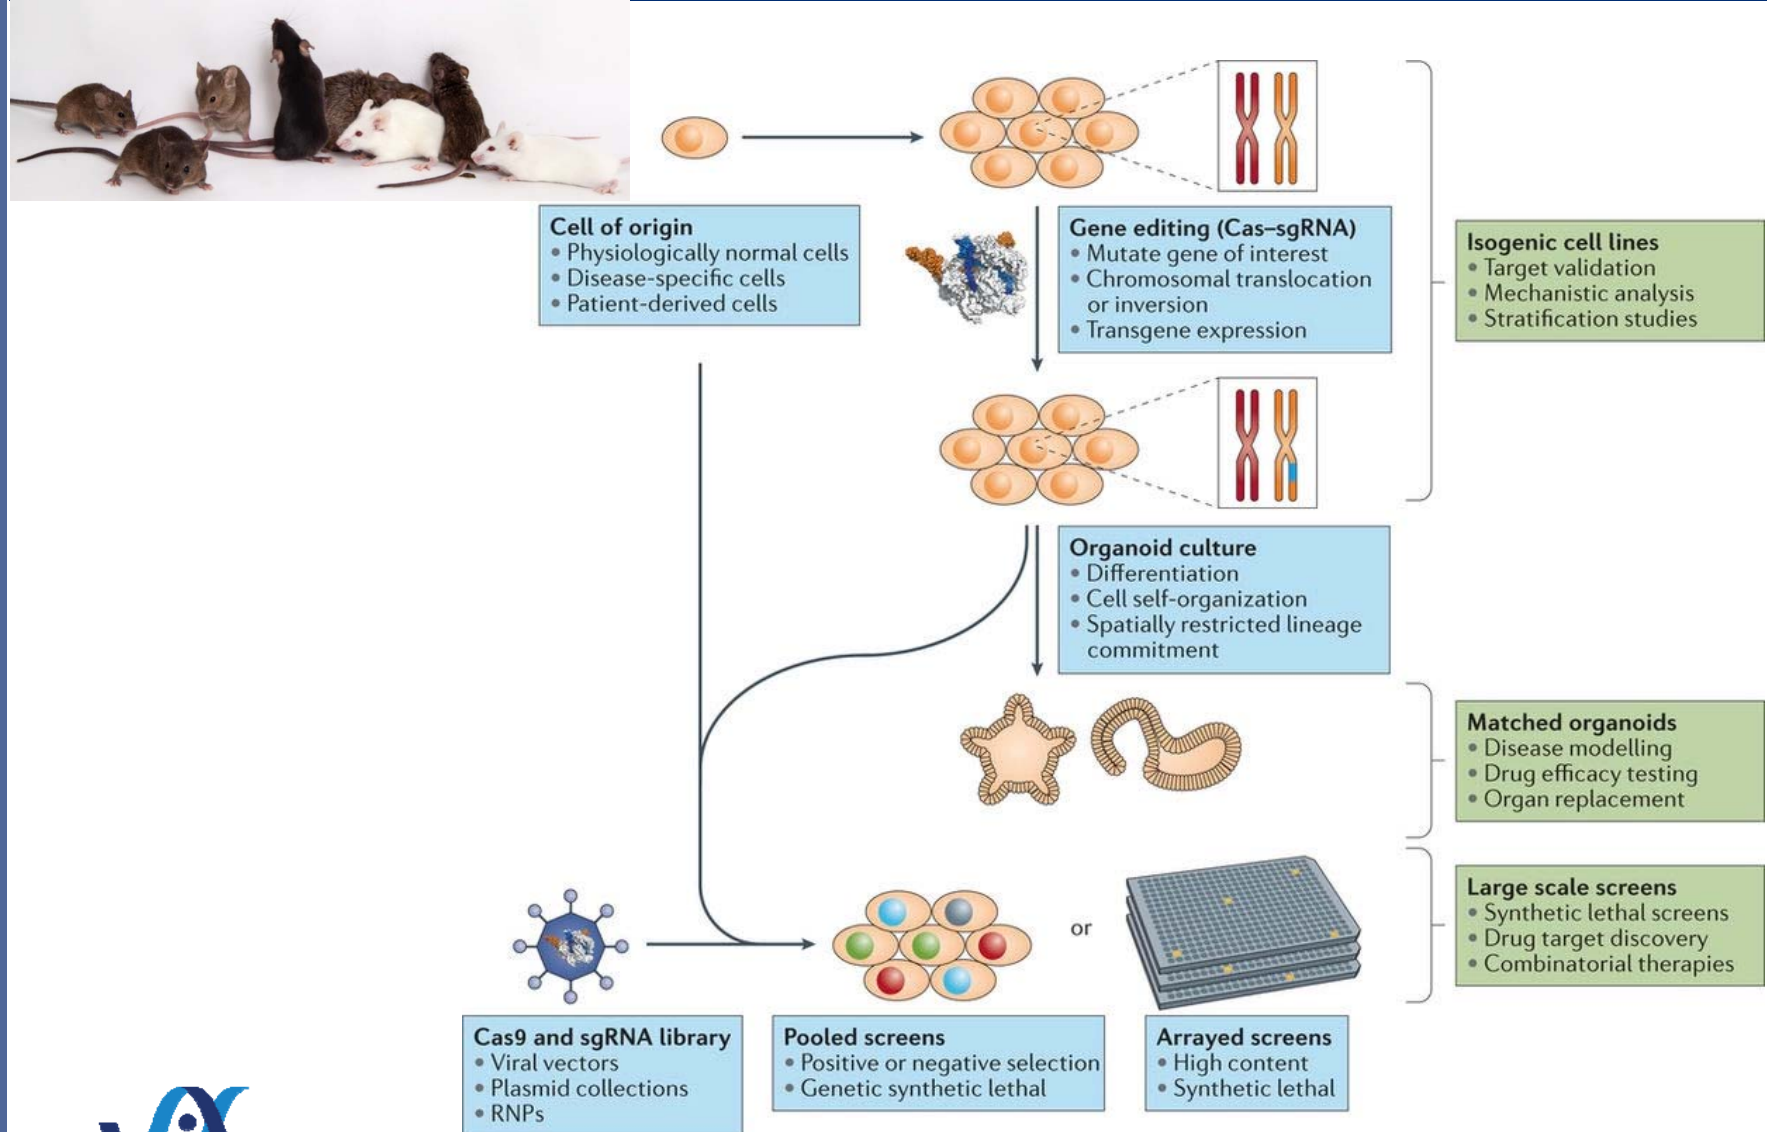 Cell of origin
• Physiologically normal cells
• Disease-specific cells
• Patient-derived cells
Gene editing (Cas–sgRNA)
• Mutate gene of interest
• Chromosomal translocation
or inversion
• Transgene expression
Isogenic cell lines
• Target validation
• Mechanistic analysis
• Stratification studies
Organoid culture
• Differentiation
• Cell self-organization
• Spatially restricted lineage
commitment
Matched organoids
• Disease modelling
• Drug efficacy testing
• Organ replacement
or
Large scale screens
• Synthetic lethal screens
• Drug target discovery
• Combinatorial therapies
Cas9 and sgRNA library
• Viral vectors
• Plasmid collections
• RNPs
Pooled screens
• Positive or negative selection
• Genetic synthetic lethal
Arrayed screens
• High content
• Synthetic lethal